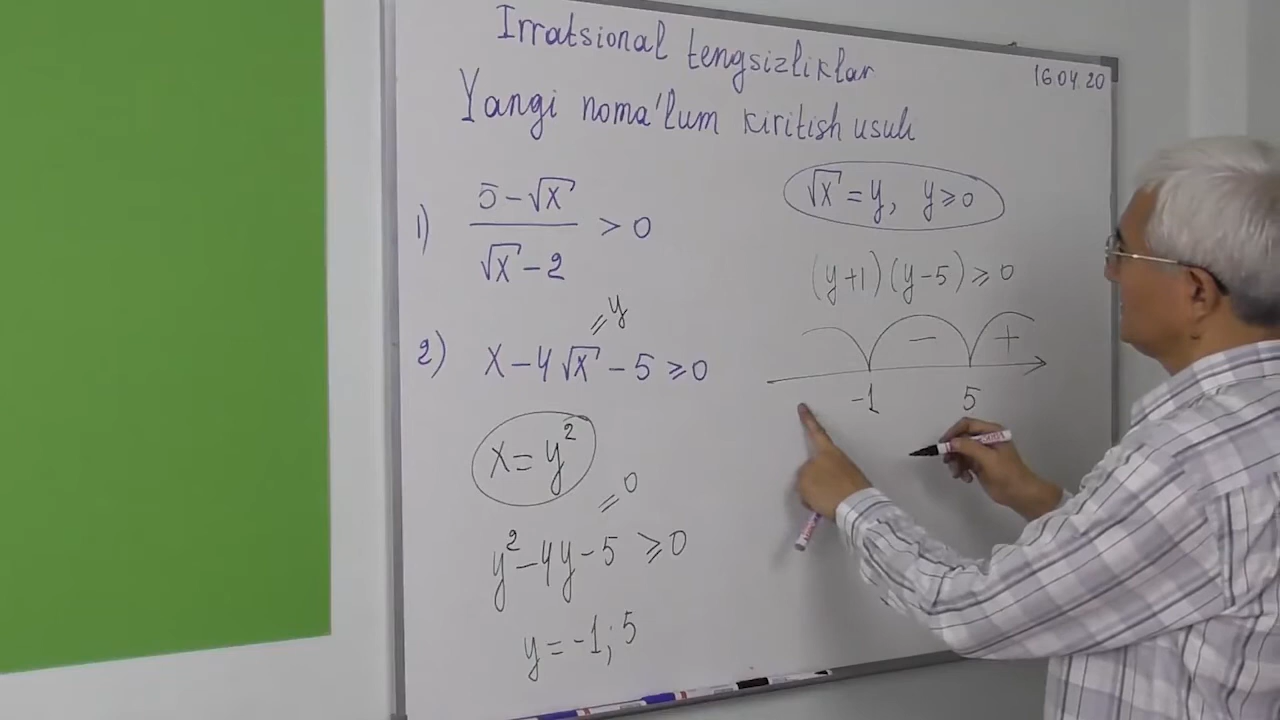 Irratsional tengsizliklar
16.04.20
Yangi noma'lum kiritish usuli
1) (5-√x)/(√x-2) > 0
√x = y, y ≥ 0
(y+1)(y-5) ≥ 0
- +
-1 5
= y
2) x-4√x-5 ≥ 0
x = y²
= 0
y²-4y-5 ≥ 0
y = -1; 5